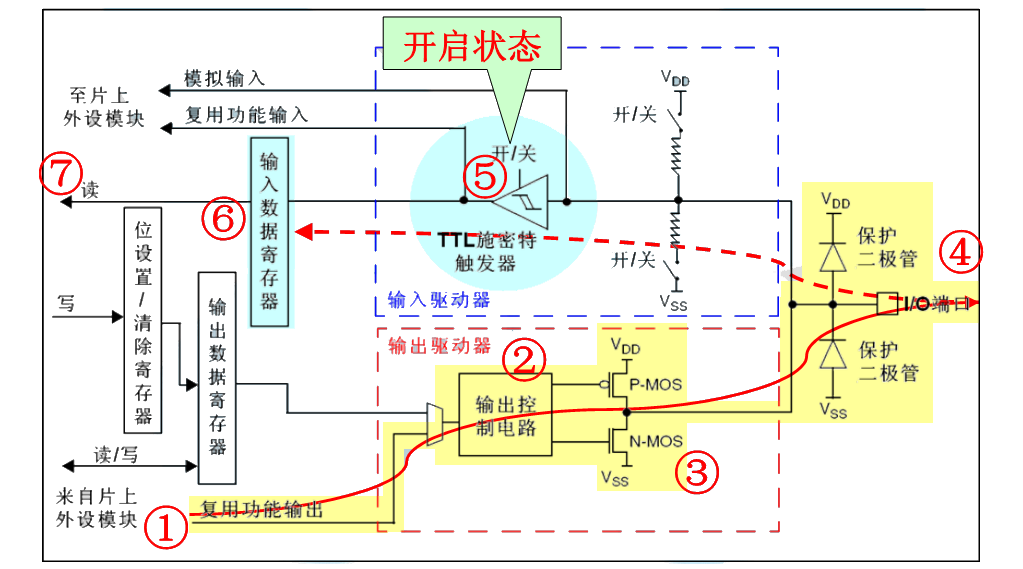 开启状态
模拟输入
至片上
外设模块
复用功能输入
开/关
VDD
开/关
⑦
读
⑥
输入数据寄存器
⑤
TTL施密特
触发器
开/关
VSS
输入驱动器
VDD
保护
二极管
④
I/O端口
保护
二极管
VSS
写
位设置/清除寄存器
输出数据寄存器
输出驱动器
②
VDD
P-MOS
输出控
制电路
N-MOS
VSS
③
读/写
来自片上
外设模块
①
复用功能输出